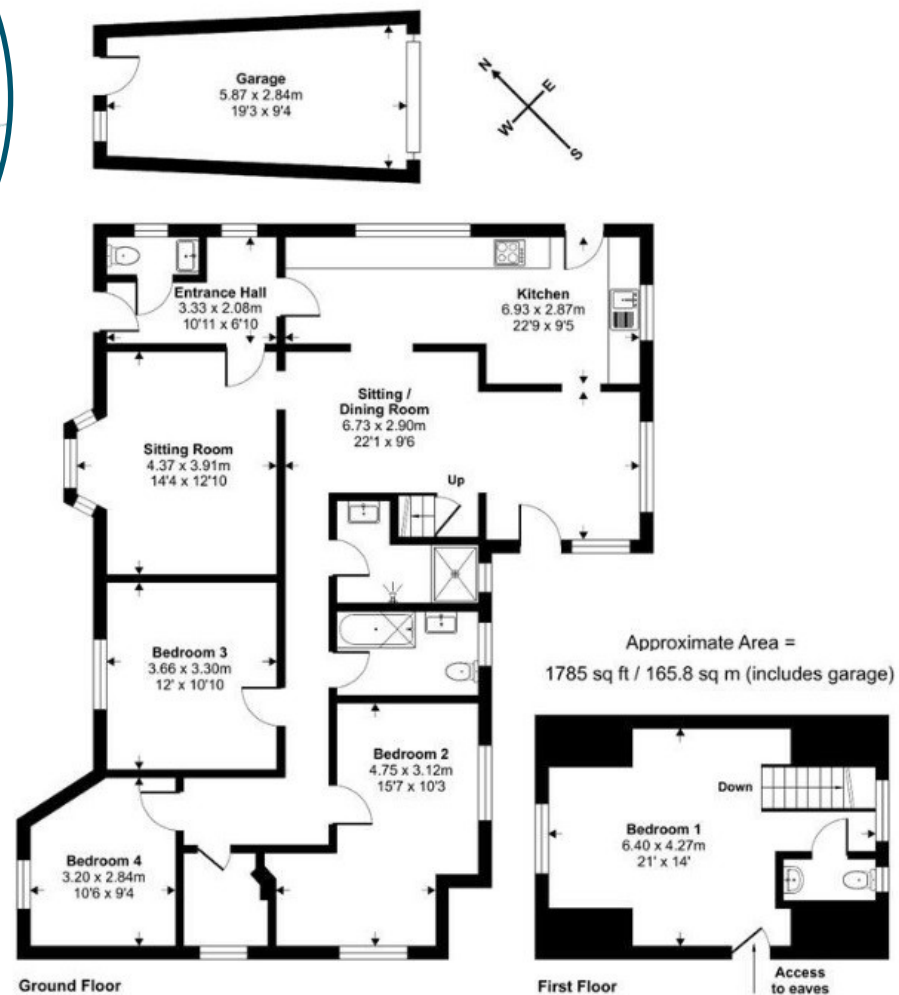 Garage
5.87 x 2.84m
19'3 x 9'4
N
E
W
S
Entrance Hall
3.33 x 2.08m
10'11 x 6'10
Kitchen
6.93 x 2.87m
22'9 x 9'5
Sitting /
Dining Room
6.73 x 2.90m
22'1 x 9'6
Sitting Room
4.37 x 3.91m
14'4 x 12'10
Up
Bedroom 3
3.66 x 3.30m
12' x 10'10
Approximate Area =
1785 sq ft / 165.8 sq m (includes garage)
Bedroom 2
4.75 x 3.12m
15'7 x 10'3
Down
Bedroom 1
6.40 x 4.27m
21' x 14'
Bedroom 4
3.20 x 2.84m
10'6 x 9'4
Ground Floor
First Floor
Access
to eaves